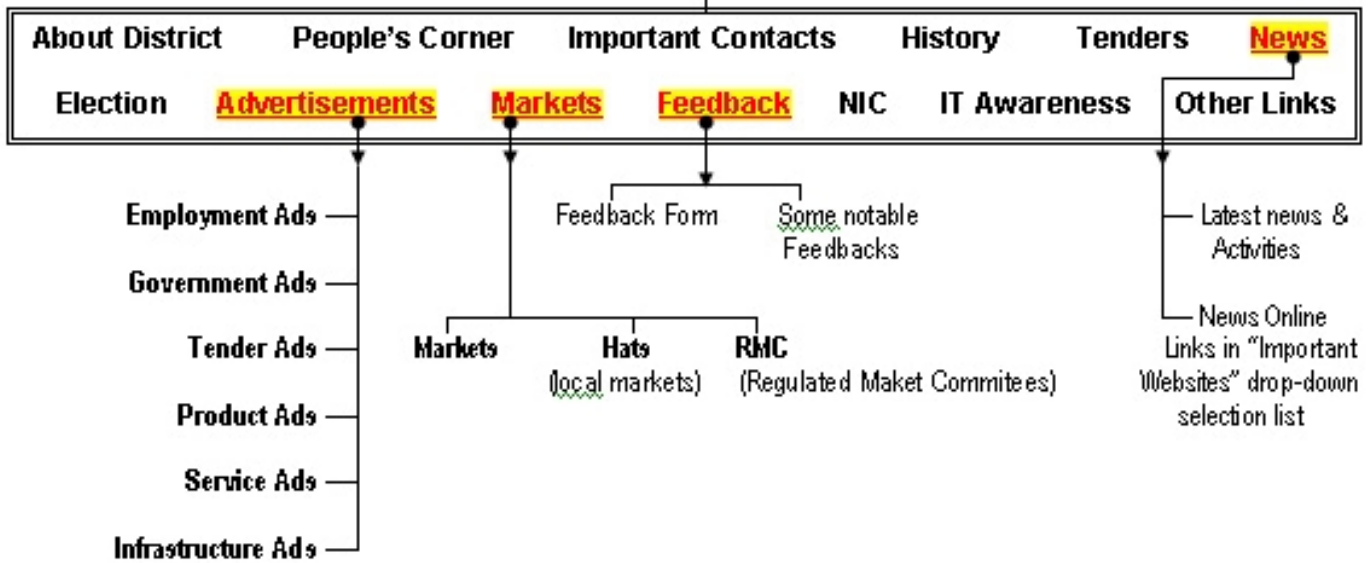 About District People's Corner Important Contacts History Tenders News
Election Advertisements Markets Feedback NIC IT Awareness Other Links
Employment Ads
Government Ads
Tender Ads
Product Ads
Service Ads
Infrastructure Ads
Markets
Hats
(local markets)
RMC
(Regulated Maket Commitees)
Feedback Form
Some notable
Feedbacks
Latest news &
Activities
News Online
Links in "Important
Websites" drop-down
selection list